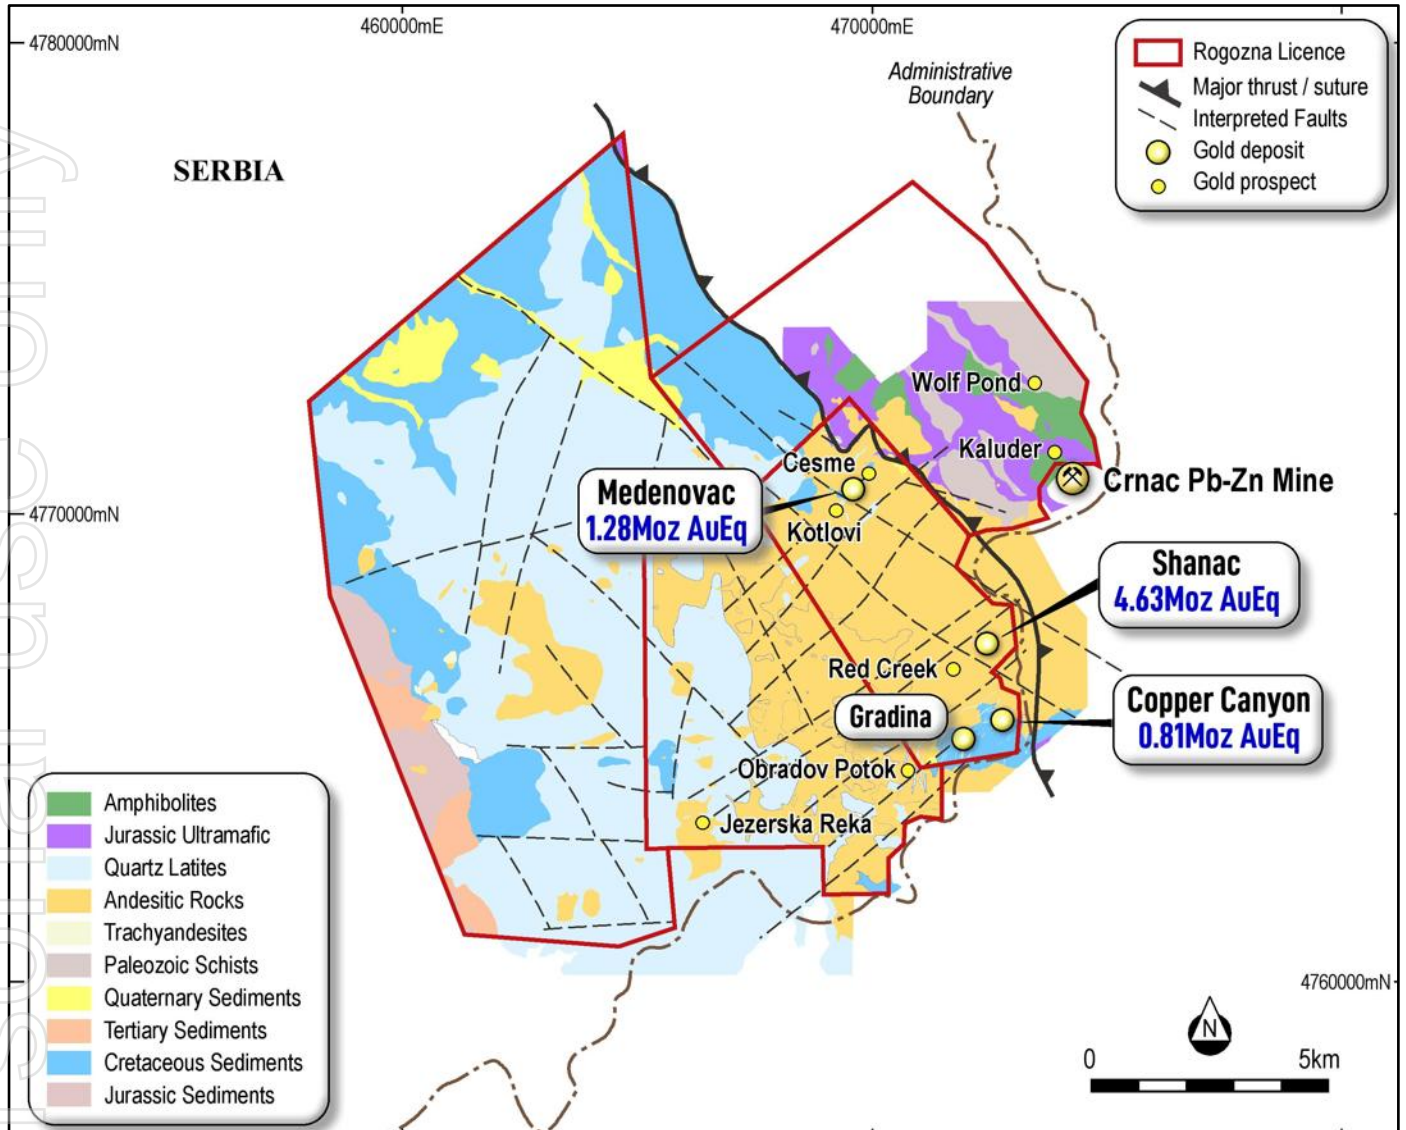 460000mE
470000mE
4780000mN
Administrative
Boundary
Rogozna Licence
Major thrust / suture
Interpreted Faults
Gold deposit
Gold prospect
SERBIA
Wolf Pond
Kaluder
Cesme
Crnac Pb-Zn Mine
Medenovac
1.28Moz AuEq
4770000mN
Kotlovi
Shanac
4.63Moz AuEq
Red Creek
Gradina
Copper Canyon
0.81Moz AuEq
Obradov Potok
Jezerska Reka
Amphibolites
Jurassic Ultramafic
Quartz Latites
Andesitic Rocks
Trachyandesites
Paleozoic Schists
Quaternary Sediments
Tertiary Sediments
Cretaceous Sediments
Jurassic Sediments
4760000mN
N
0 5km
only